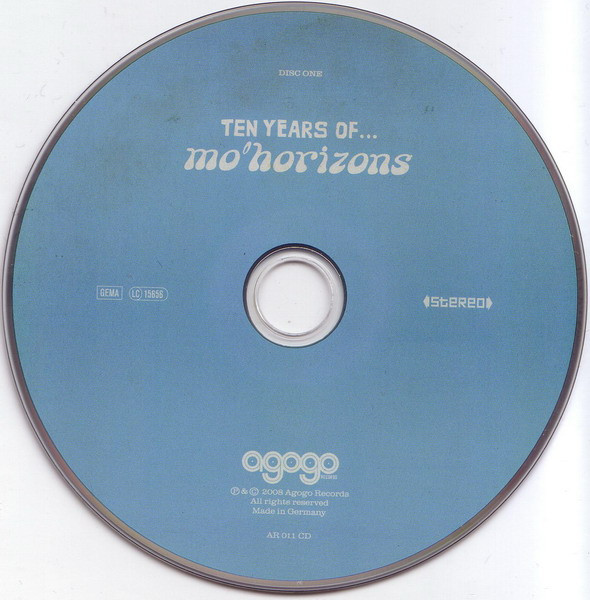 DISC ONE
TEN YEARS OF...
mo'horizons
GEMA LC 15856
STEREO
agogo
℗ & © 2008 Agogo Records
All rights reserved
Made in Germany
AR 011 CD